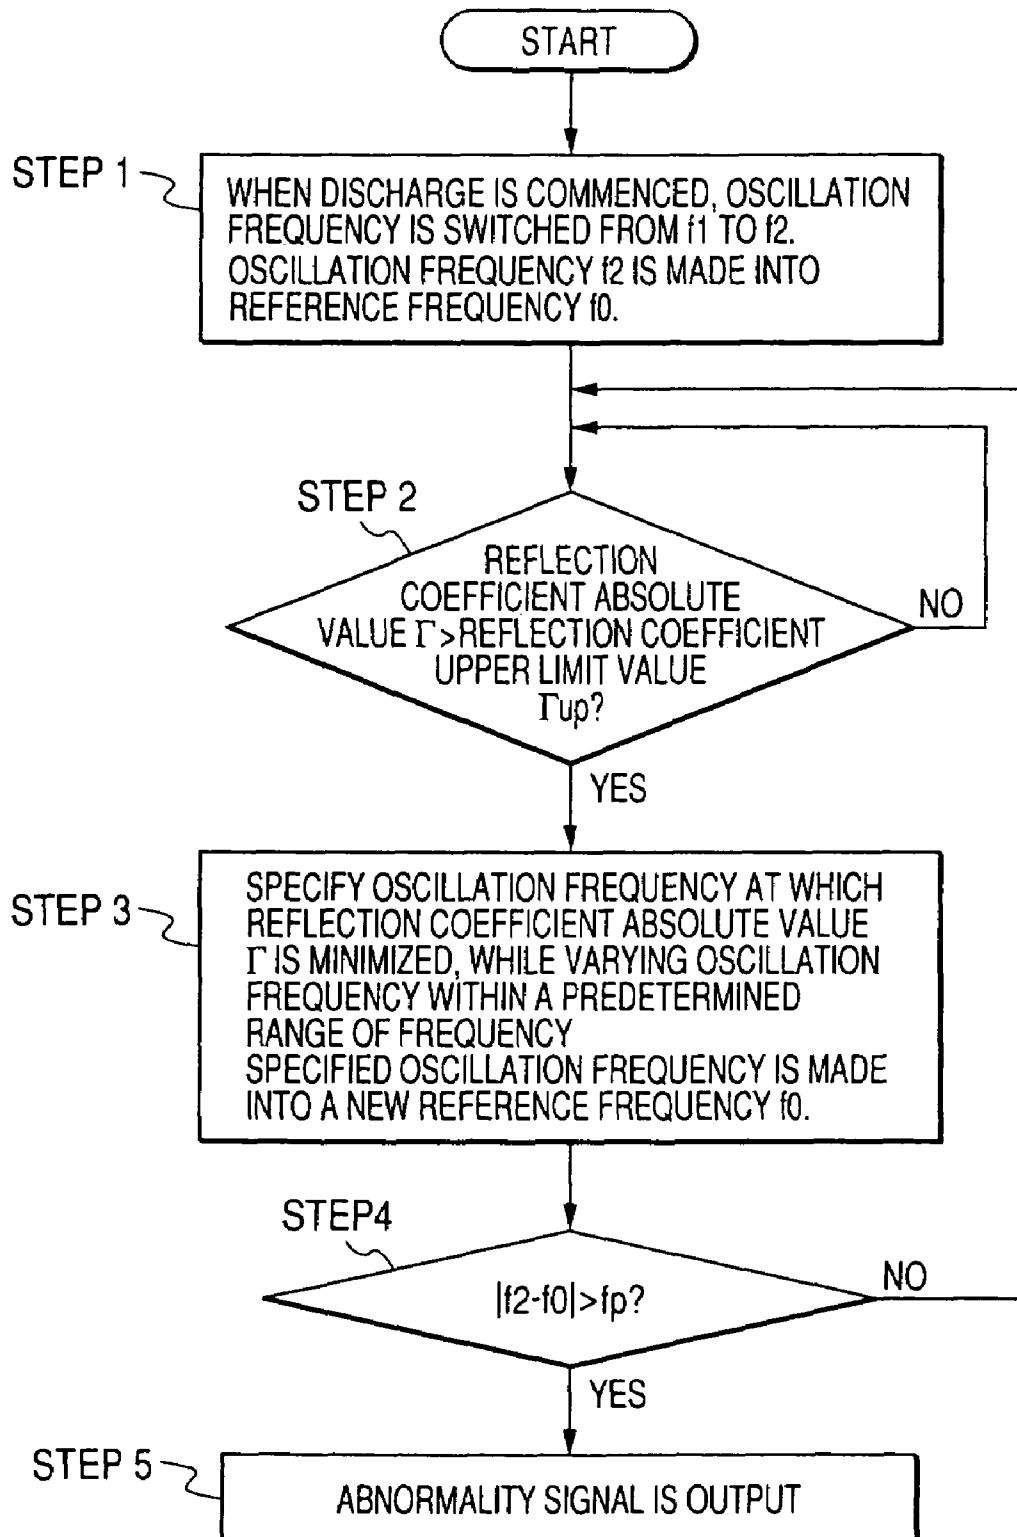 START
STEP 1
WHEN DISCHARGE IS COMMENCED, OSCILLATION
FREQUENCY IS SWITCHED FROM f1 TO f2.
OSCILLATION FREQUENCY f2 IS MADE INTO
REFERENCE FREQUENCY f0.
STEP 2
REFLECTION
COEFFICIENT ABSOLUTE
VALUE Γ>REFLECTION COEFFICIENT
UPPER LIMIT VALUE
Γup?
NO
YES
STEP 3
SPECIFY OSCILLATION FREQUENCY AT WHICH
REFLECTION COEFFICIENT ABSOLUTE VALUE
Γ IS MINIMIZED, WHILE VARYING OSCILLATION
FREQUENCY WITHIN A PREDETERMINED
RANGE OF FREQUENCY
SPECIFIED OSCILLATION FREQUENCY IS MADE
INTO A NEW REFERENCE FREQUENCY f0.
STEP4
|f2-f0|>fp?
NO
YES
STEP 5
ABNORMALITY SIGNAL IS OUTPUT